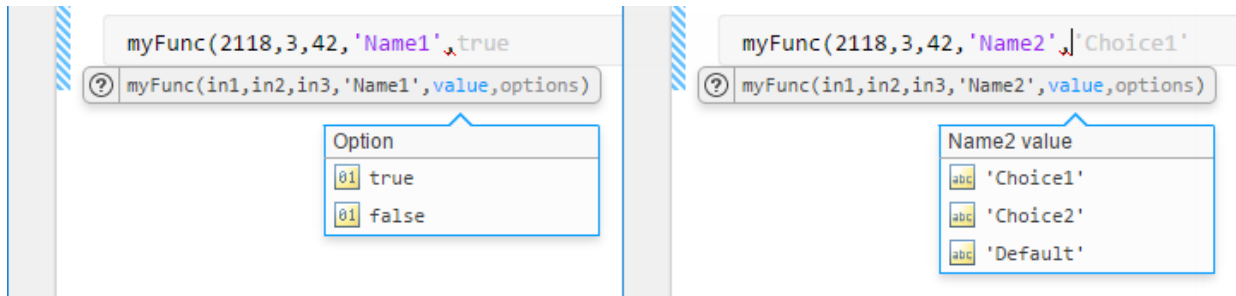 myFunc(2118,3,42,'Name1',true
myFunc(in1,in2,in3,'Name1',value,options)
Option
01 true
01 false
myFunc(2118,3,42,'Name2','Choice1'
myFunc(in1,in2,in3,'Name2',value,options)
Name2 value
abc 'Choice1'
abc 'Choice2'
abc 'Default'